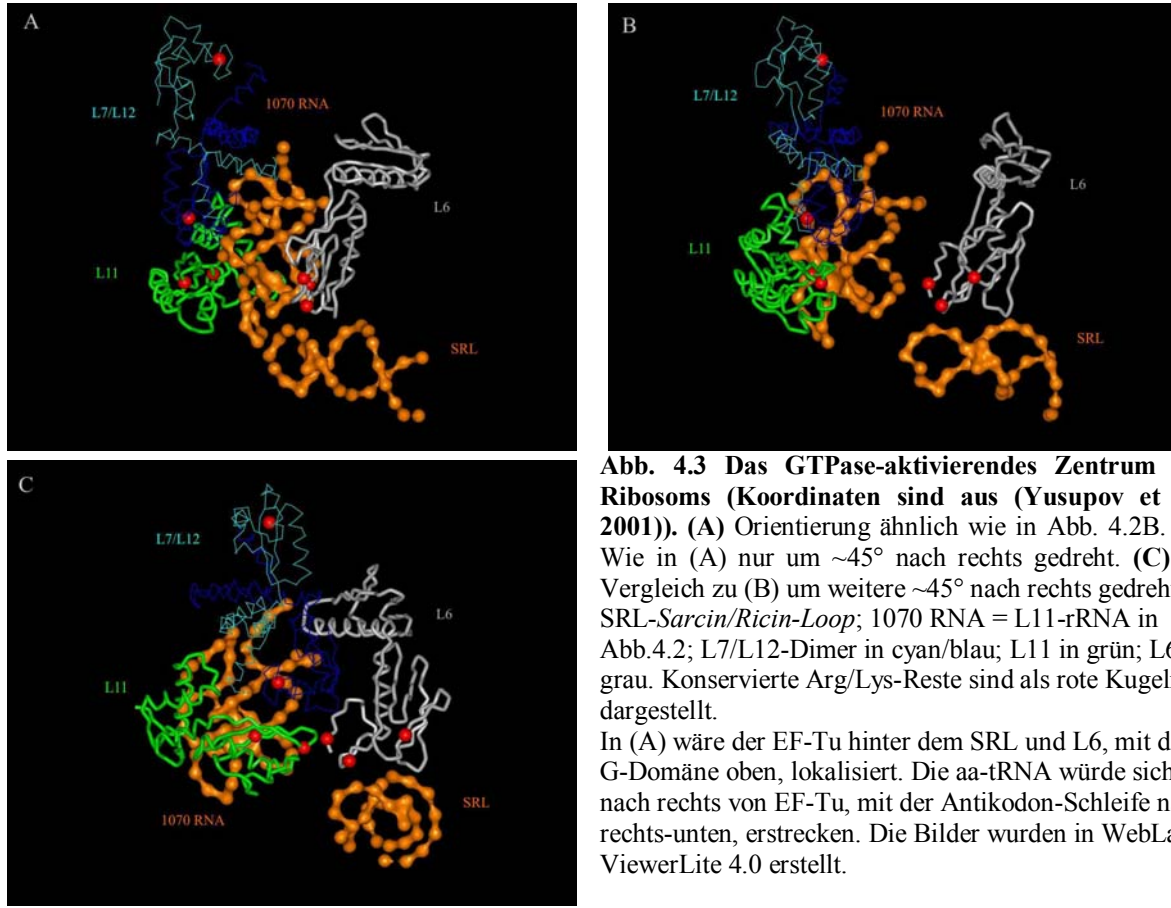 A
L7/L12
1070 RNA
L6
L11
SRL
B
L7/L12
1070 RNA
L6
L11
SRL
C
L7/L12
L6
L11
1070 RNA
SRL
Abb. 4.3 Das GTPase-aktivierendes Zentrum
Ribosoms (Koordinaten sind aus (Yusupov et
2001)). (A) Orientierung ähnlich wie in Abb. 4.2B.
Wie in (A) nur um ~45° nach rechts gedreht. (C)
Vergleich zu (B) um weitere ~45° nach rechts gedreh
SRL-Sarcin/Ricin-Loop; 1070 RNA = L11-rRNA in
Abb.4.2; L7/L12-Dimer in cyan/blau; L11 in grün; L6
grau. Konservierte Arg/Lys-Reste sind als rote Kugel
dargestellt.
In (A) wäre der EF-Tu hinter dem SRL und L6, mit d
G-Domäne oben, lokalisiert. Die aa-tRNA würde sich
nach rechts von EF-Tu, mit der Antikodon-Schleife n
rechts-unten, erstrecken. Die Bilder wurden in WebLa
ViewerLite 4.0 erstellt.